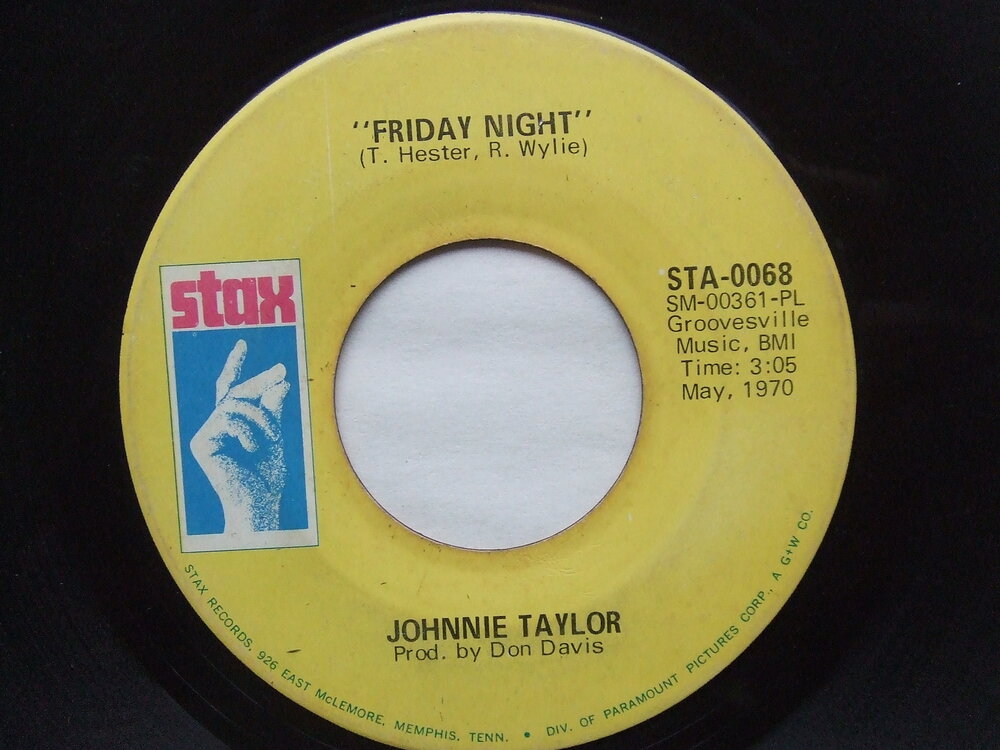 "FRIDAY NIGHT"
(T. Hester, R. Wylie)
stax
STA-0068
SM-00361-PL
Groovesville
Music, BMI
Time: 3:05
May, 1970
JOHNNIE TAYLOR
Prod. by Don Davis
STAX RECORDS, 926 EAST McLEMORE, MEMPHIS, TENN. • DIV. OF PARAMOUNT PICTURES CORP., A G+W CO.